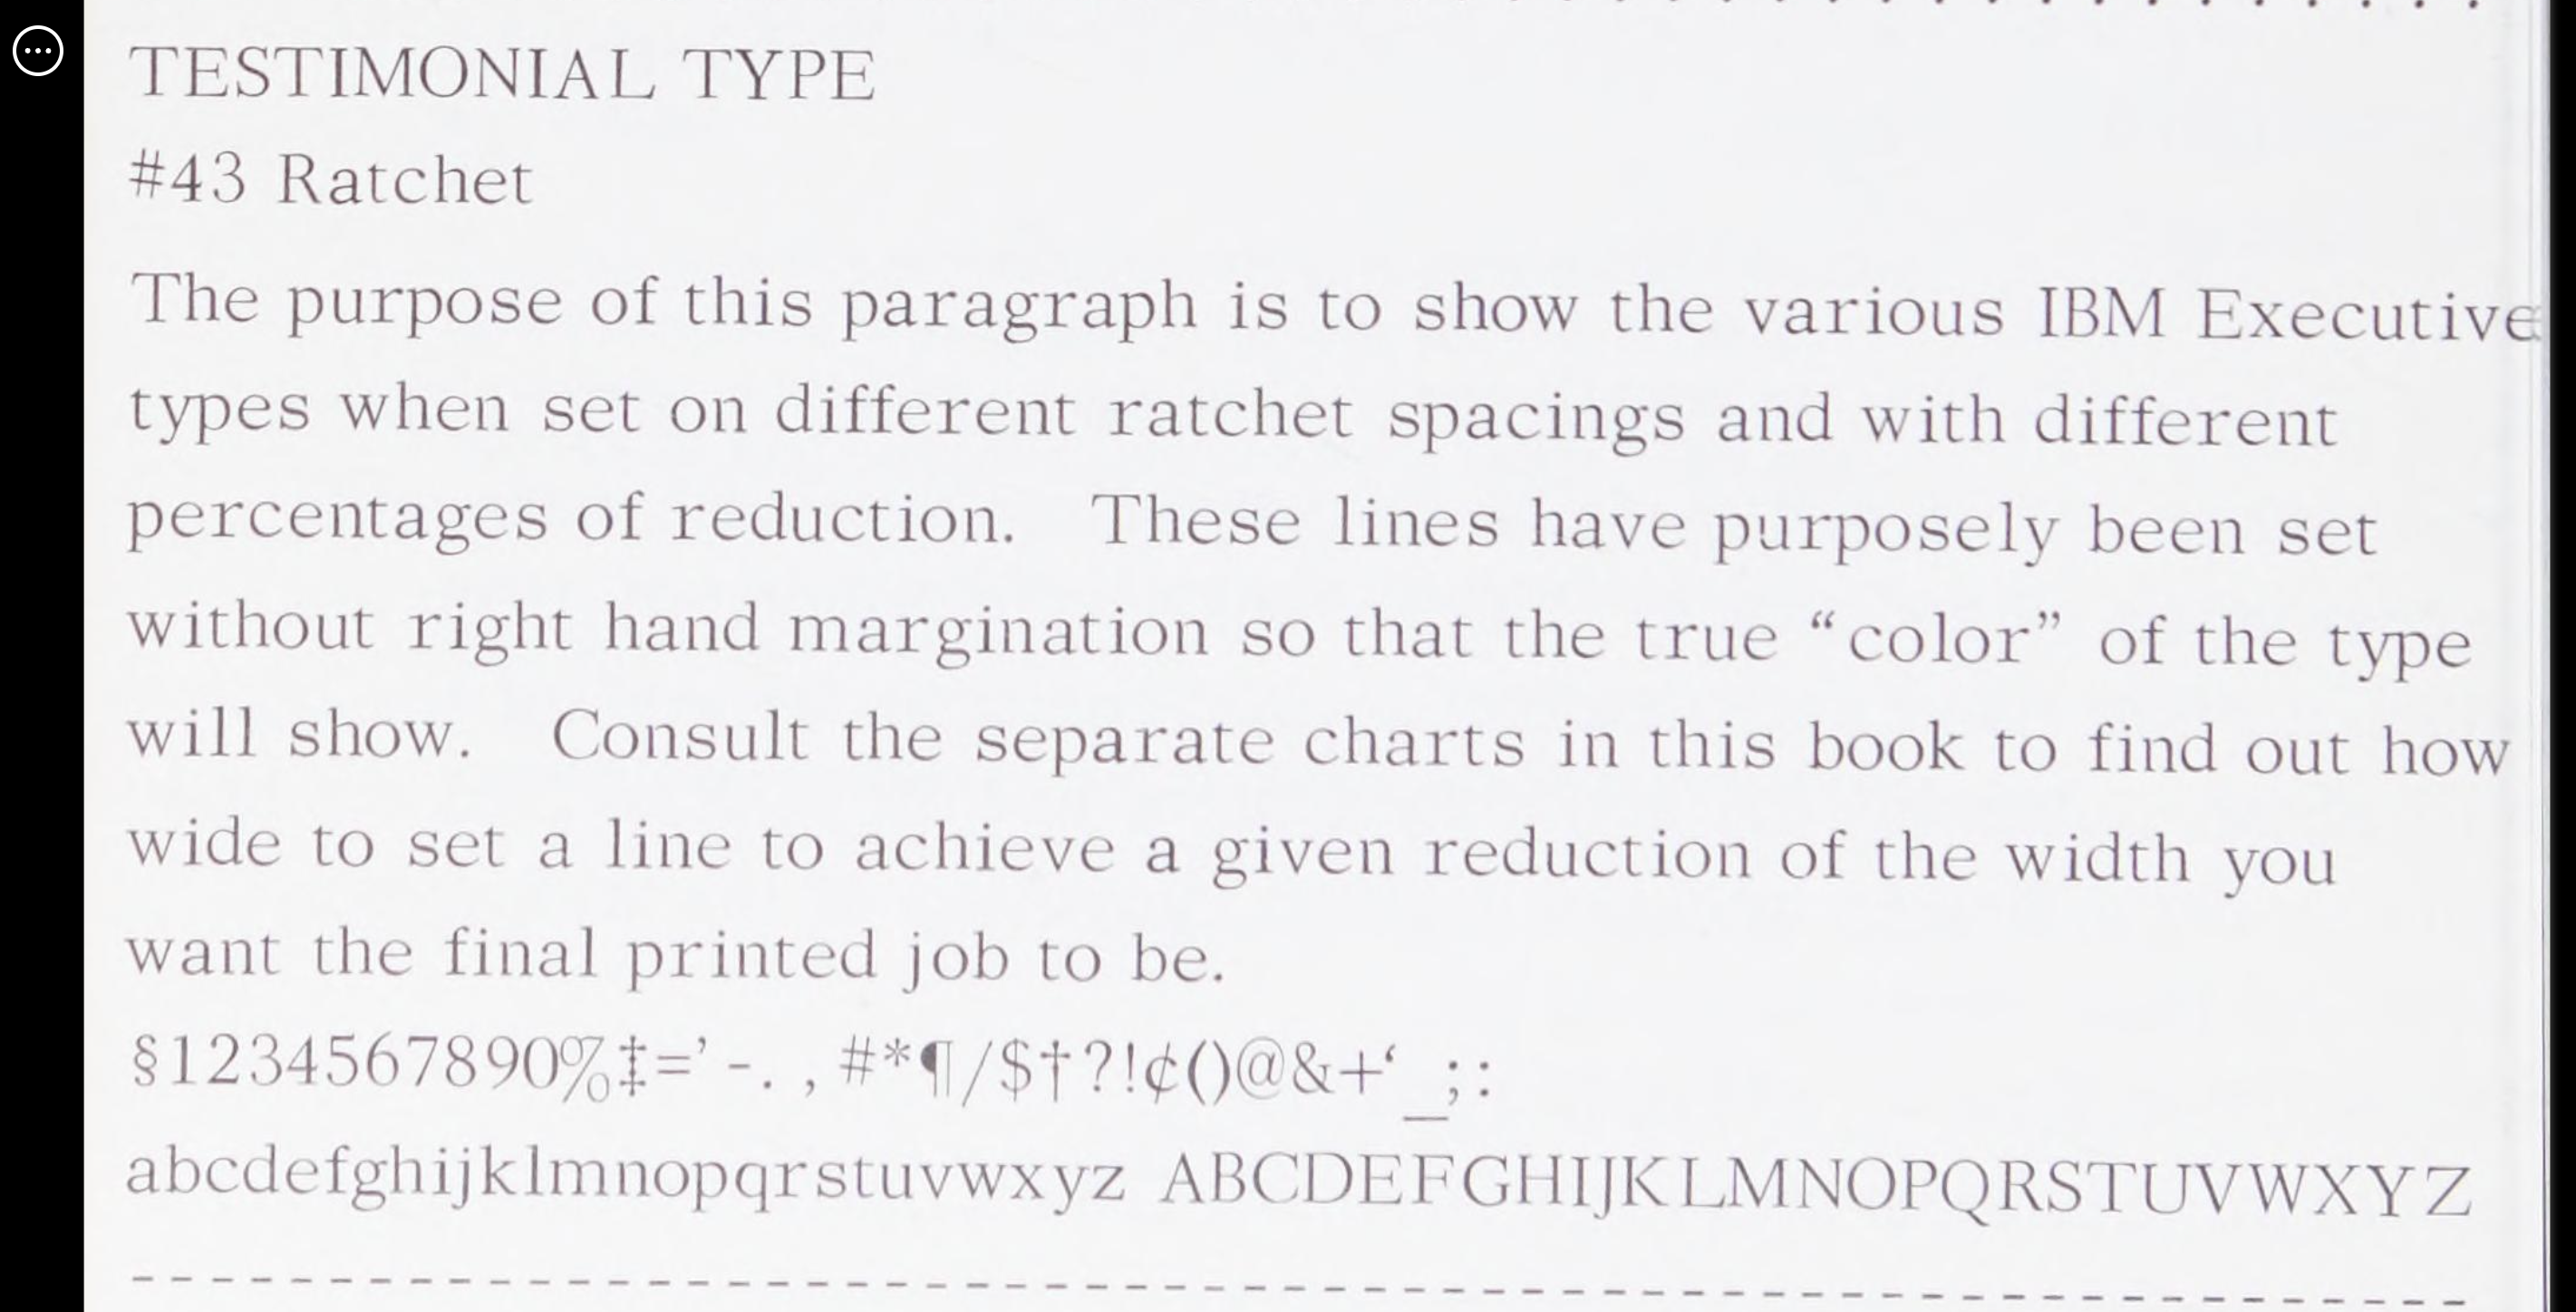 TESTIMONIAL TYPE
#43 Ratchet
The purpose of this paragraph is to show the various IBM Executive
types when set on different ratchet spacings and with different
percentages of reduction. These lines have purposely been set
without right hand margination so that the true “color” of the type
will show. Consult the separate charts in this book to find out how
wide to set a line to achieve a given reduction of the width you
want the final printed job to be.
§1234567890%‡=’-.,#*¶/$†?!¢()@&+‘_;:
abcdefghijklmnopqrstuvwxyz ABCDEFGHIJKLMNOPQRSTUVWXYZ